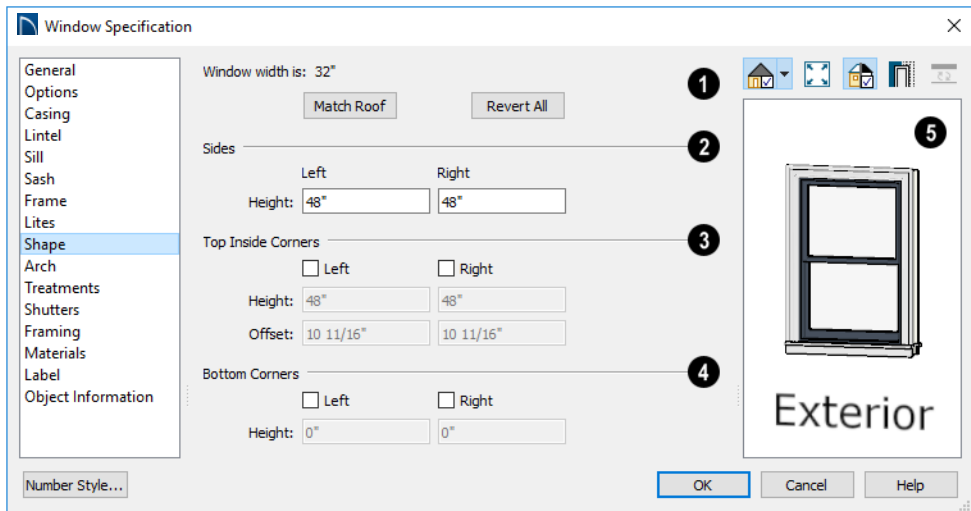 Window Specification
General
Options
Casing
Lintel
Sill
Sash
Frame
Lites
Shape
Arch
Treatments
Shutters
Framing
Materials
Label
Object Information
Window width is: 32"
1
Match Roof Revert All
Sides 2
Left Right
Height: 48" 48"
Top Inside Corners 3
Left Right
Height: 48" 48"
Offset: 10 11/16" 10 11/16"
Bottom Corners 4
Left Right
Height: 0" 0"
5
Exterior
Number Style... OK Cancel Help